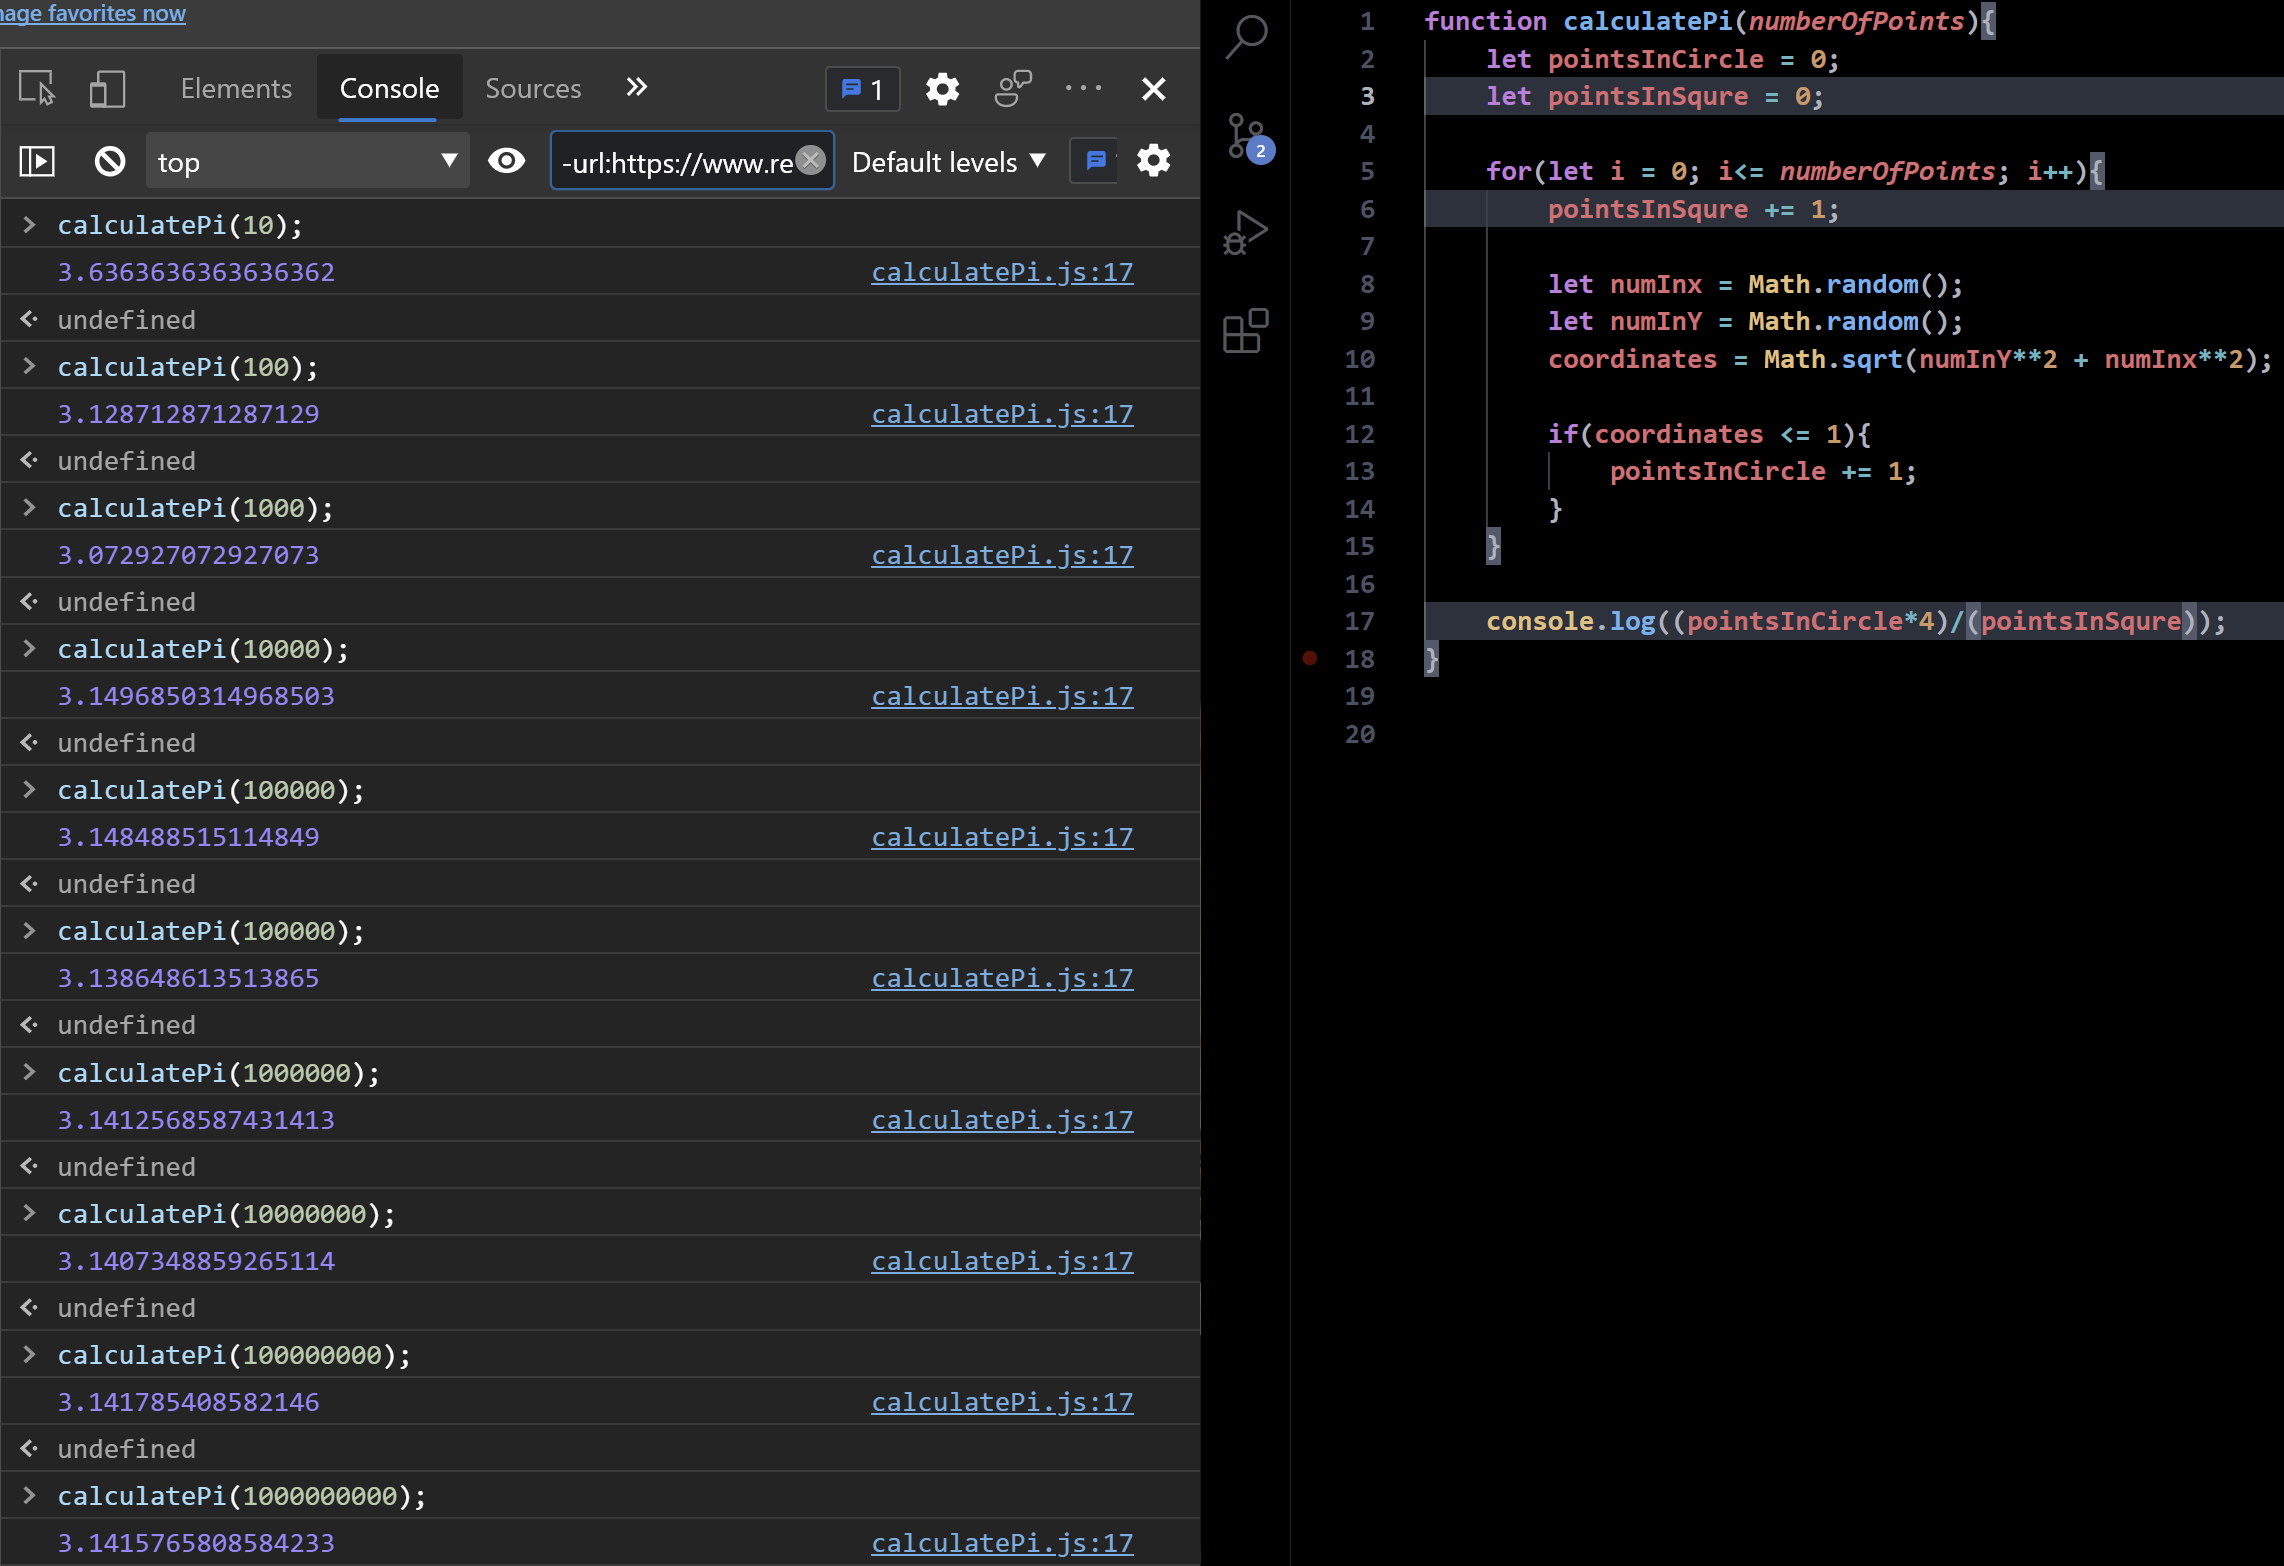 nage favorites now
Elements Console Sources 1
top -url:https://www.re Default levels
calculatePi(10);
3.6363636363636362 calculatePi.js:17
undefined
calculatePi(100);
3.128712871287129 calculatePi.js:17
undefined
calculatePi(1000);
3.072927072927073 calculatePi.js:17
undefined
calculatePi(10000);
3.1496850314968503 calculatePi.js:17
undefined
calculatePi(100000);
3.148488515114849 calculatePi.js:17
undefined
calculatePi(100000);
3.138648613513865 calculatePi.js:17
undefined
calculatePi(1000000);
3.1412568587431413 calculatePi.js:17
undefined
calculatePi(10000000);
3.1407348859265114 calculatePi.js:17
undefined
calculatePi(100000000);
3.141785408582146 calculatePi.js:17
undefined
calculatePi(1000000000);
3.1415765808584233 calculatePi.js:17
2
1 function calculatePi(numberOfPoints){
2 let pointsInCircle = 0;
3 let pointsInSqure = 0;
4
5 for(let i = 0; i<= numberOfPoints; i++){
6 pointsInSqure += 1;
7
8 let numInx = Math.random();
9 let numInY = Math.random();
10 coordinates = Math.sqrt(numInY**2 + numInx**2);
11
12 if(coordinates <= 1){
13 pointsInCircle += 1;
14 }
15 }
16
17 console.log((pointsInCircle*4)/(pointsInSqure));
18 }
19
20